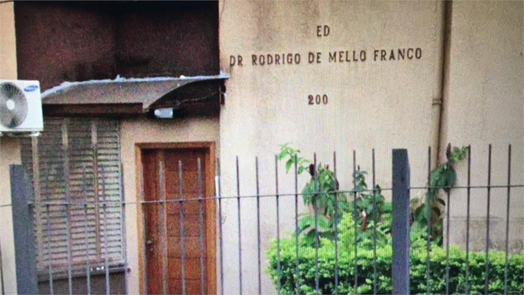 ED
DR RODRIGO DE MELLO FRANCO
200